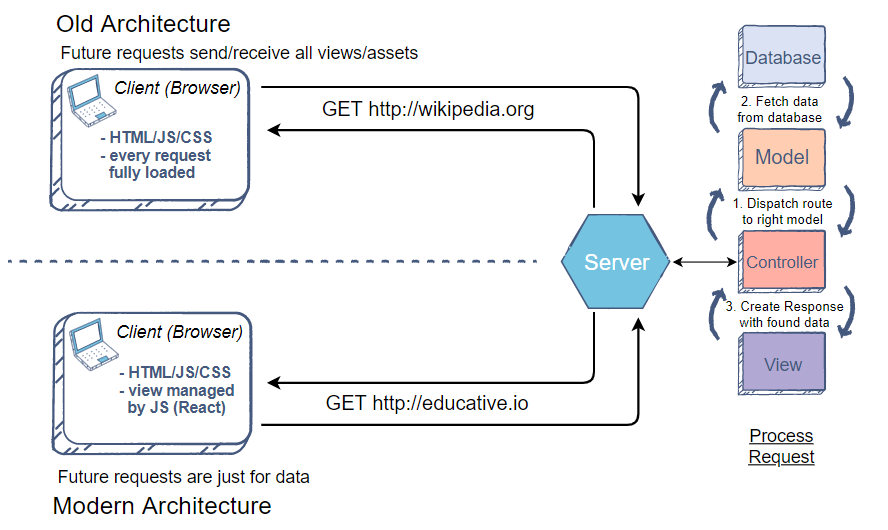 Old Architecture
Future requests send/receive all views/assets
Client (Browser)
- HTML/JS/CSS
- every request
fully loaded
GET http://wikipedia.org
Server
Client (Browser)
- HTML/JS/CSS
- view managed
by JS (React)
GET http://educative.io
Future requests are just for data
Modern Architecture
Database
2. Fetch data
from database
Model
1. Dispatch route
to right model
Controller
3. Create Response
with found data
View
Process
Request